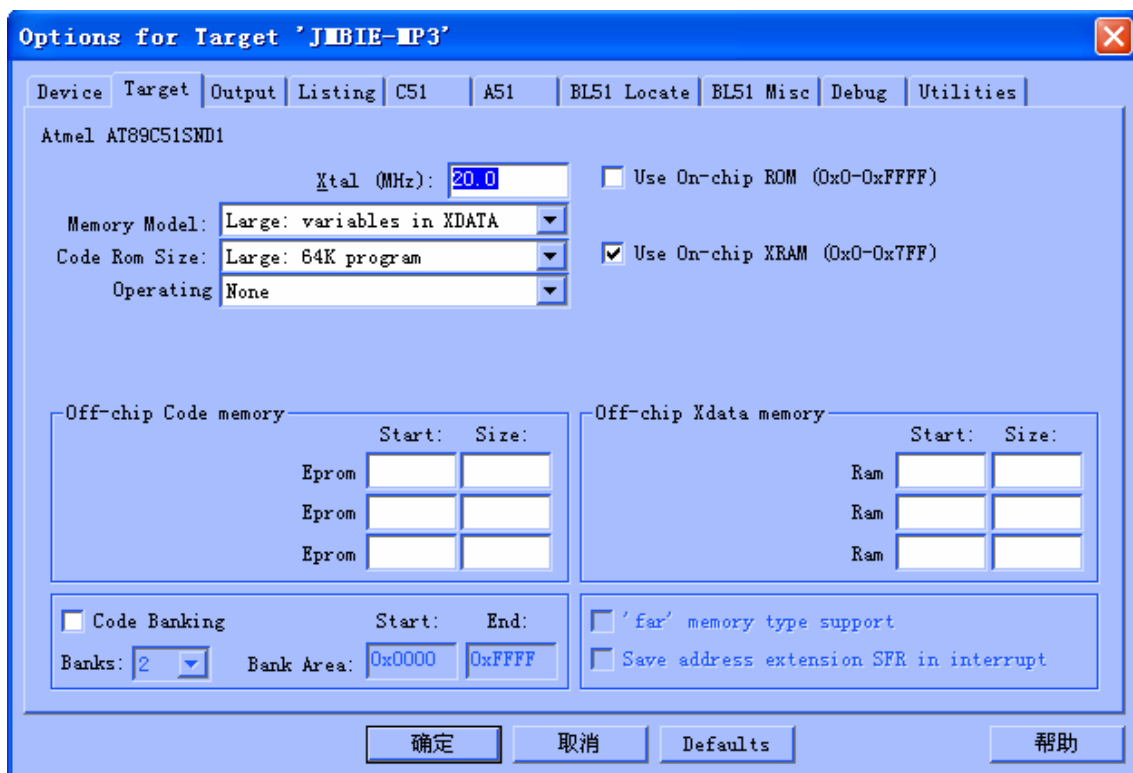 Options for Target 'JMBIE-MP3'
Device Target Output Listing C51 A51 BL51 Locate BL51 Misc Debug Utilities
Atmel AT89C51SND1
Xtal (MHz): 20.0 Use On-chip ROM (0x0-0xFFFF)
Memory Model: Large: variables in XDATA
Code Rom Size: Large: 64K program Use On-chip XRAM (0x0-0x7FF)
Operating None
Off-chip Code memory Off-chip Xdata memory
Start: Size: Start: Size:
Eprom Ram
Eprom Ram
Eprom Ram
Code Banking Start: End: 'far' memory type support
Banks: 2 Bank Area: 0x0000 0xFFFF Save address extension SFR in interrupt
确定 取消 Defaults 帮助